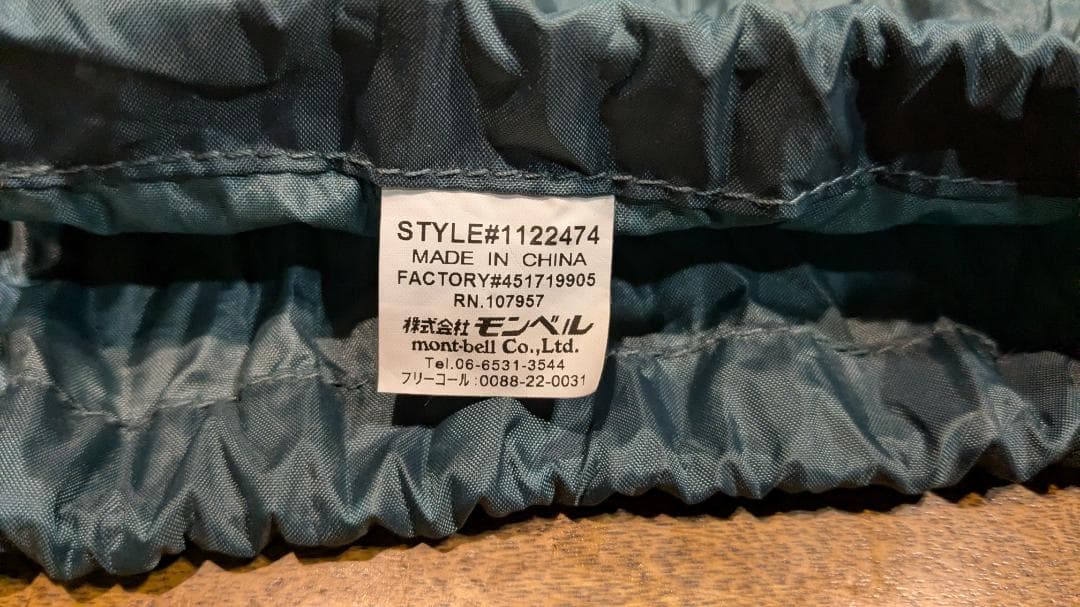 STYLE#1122474
MADE IN CHINA
FACTORY#451719905
RN.107957
株式会社 モンベル
mont-bell Co.,Ltd.
Tel.06-6531-3544
フリーコール:0088-22-0031